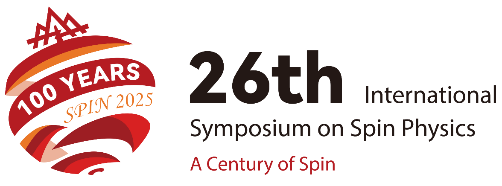 100 YEARS
SPIN 2025
26th International
Symposium on Spin Physics
A Century of Spin